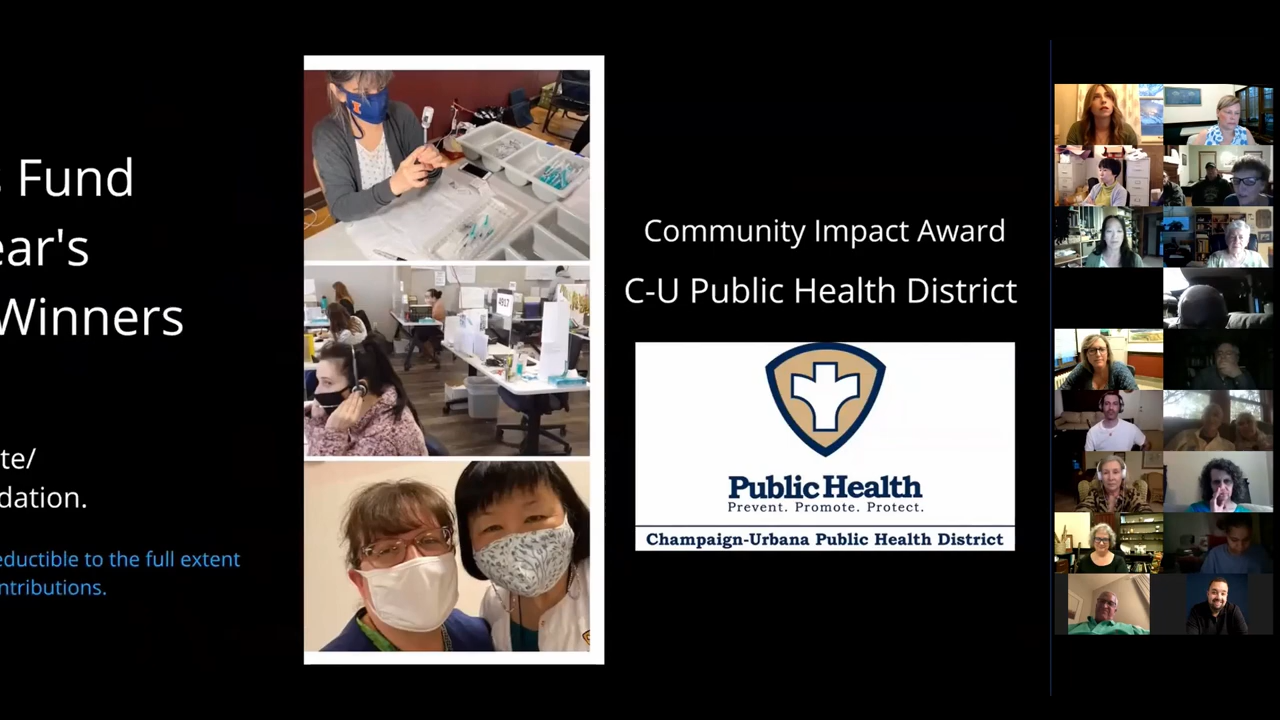 s Fund
ear's
Winners
te/
dation.
eductible to the full extent
ntributions.
I
4917
Community Impact Award
C-U Public Health District
Public Health
Prevent. Promote. Protect.
Champaign-Urbana Public Health District